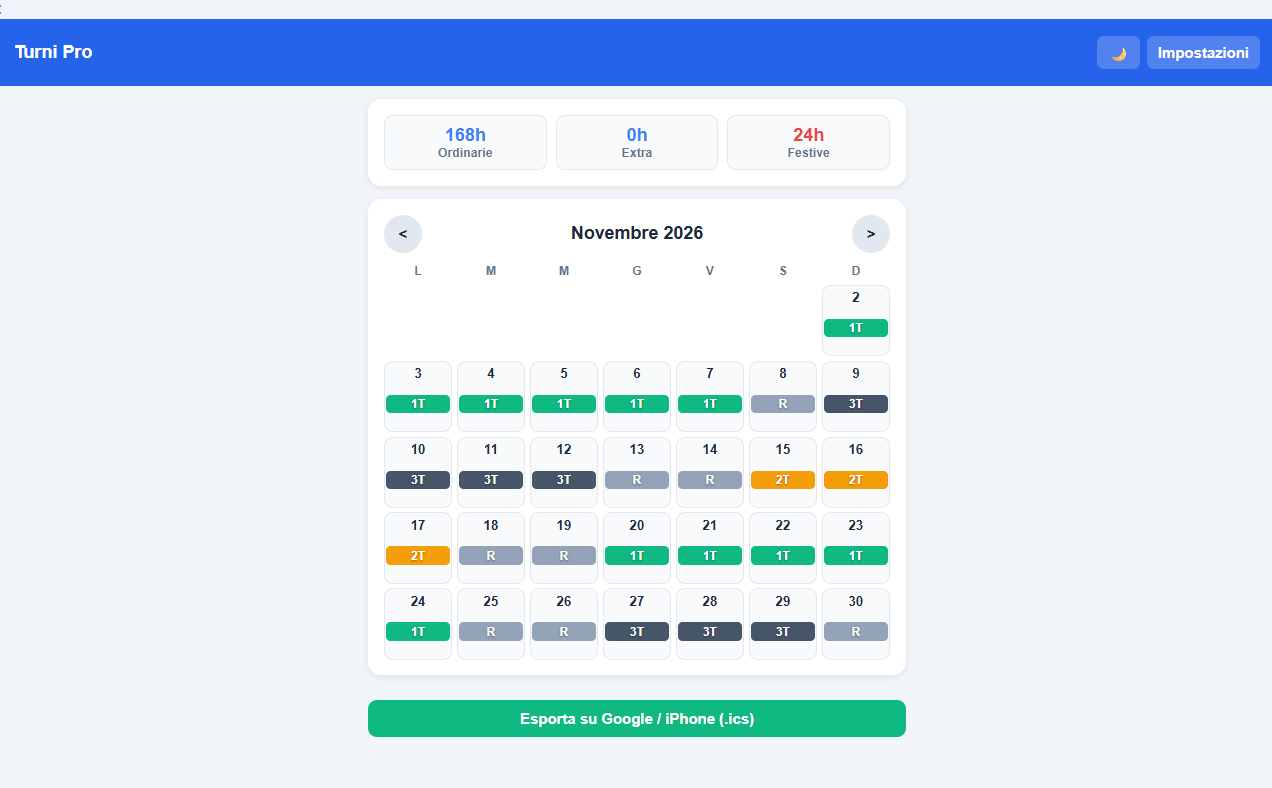 Turni Pro
🌙 Impostazioni
168h 0h 24h
Ordinarie Extra Festive
< Novembre 2026 >
L M M G V S D
2
1T
3 4 5 6 7 8 9
1T 1T 1T 1T 1T R 3T
10 11 12 13 14 15 16
3T 3T 3T R R 2T 2T
17 18 19 20 21 22 23
2T R R 1T 1T 1T 1T
24 25 26 27 28 29 30
1T R R 3T 3T 3T R
Esporta su Google / iPhone (.ics)